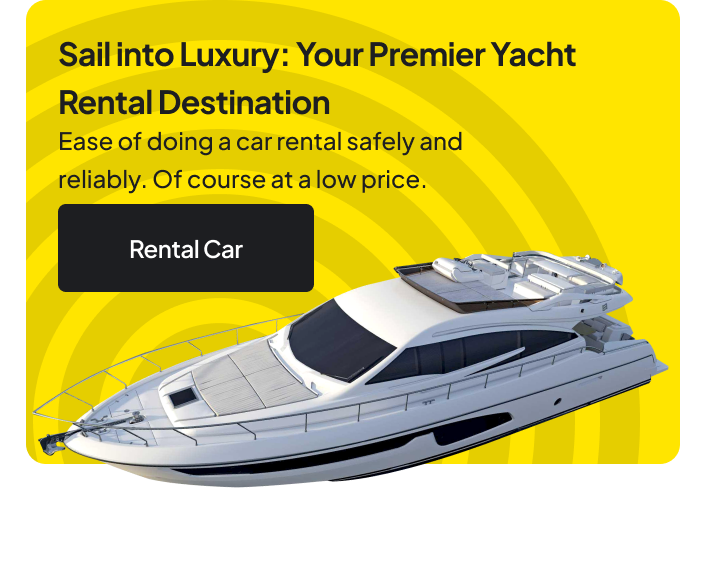 Sail into Luxury: Your Premier Yacht
Rental Destination
Ease of doing a car rental safely and
reliably. Of course at a low price.
Rental Car